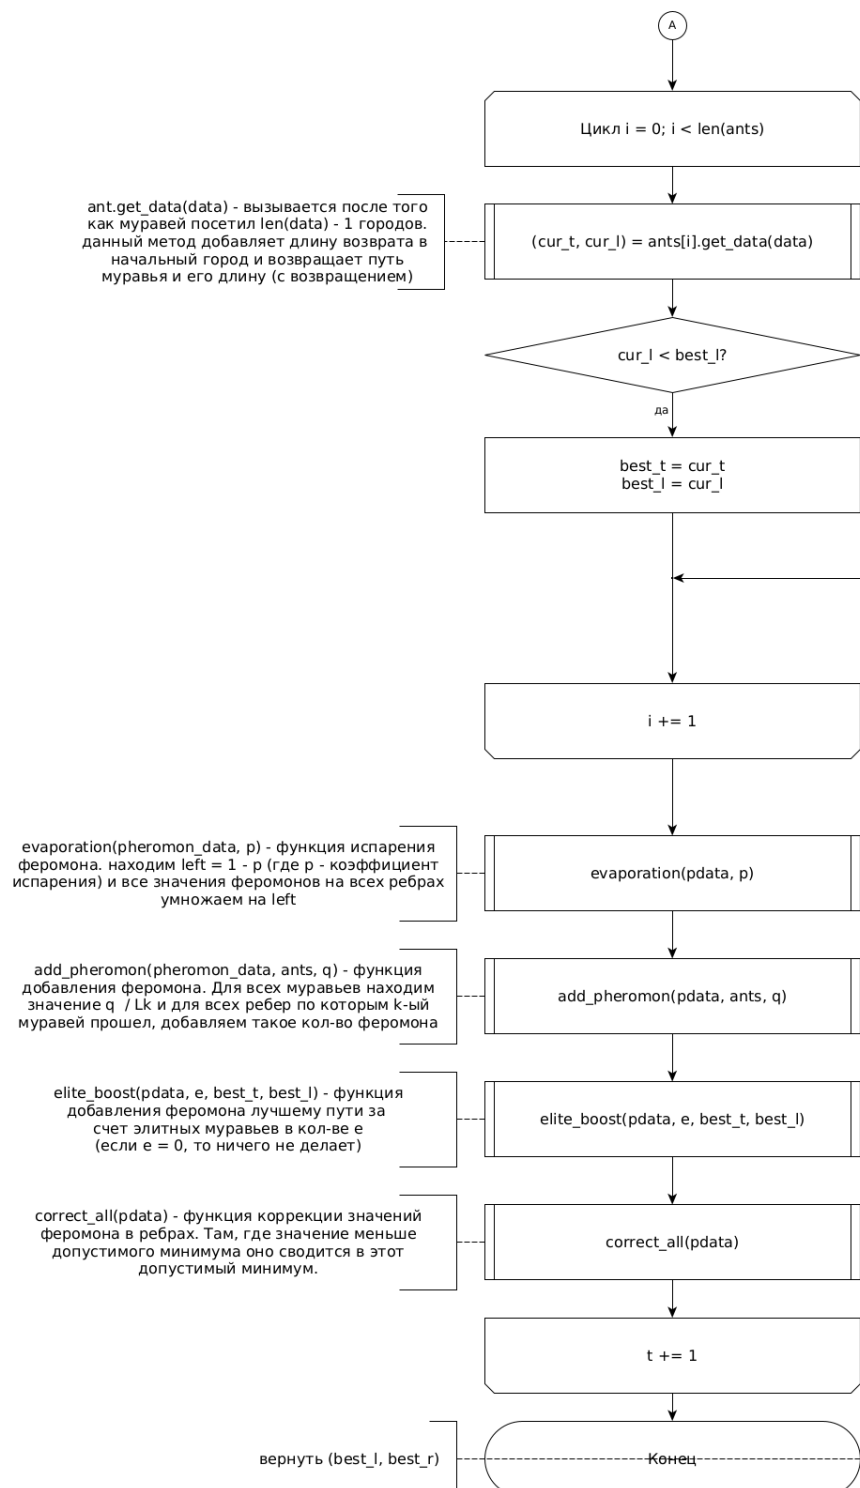 A
Цикл i = 0; i < len(ants)
ant.get_data(data) - вызывается после того
как муравей посетил len(data) - 1 городов.
данный метод добавляет длину возврата в
начальный город и возвращает путь
муравья и его длину (с возвращением)
(cur_t, cur_l) = ants[i].get_data(data)
cur_l < best_l?
да
best_t = cur_t
best_l = cur_l
i += 1
evaporation(pheromon_data, p) - функция испарения
феромона. находим left = 1 - p (где p - коэффициент
испарения) и все значения феромонов на всех ребрах
умножаем на left
evaporation(pdata, p)
add_pheromon(pheromon_data, ants, q) - функция
добавления феромона. Для всех муравьев находим
значение q  / Lk и для всех ребер по которым k-ый
муравей прошел, добавляем такое кол-во феромона
add_pheromon(pdata, ants, q)
elite_boost(pdata, e, best_t, best_l) - функция
добавления феромона лучшему пути за
счет элитных муравьев в кол-ве e
(если e = 0, то ничего не делает)
elite_boost(pdata, e, best_t, best_l)
correct_all(pdata) - функция коррекции значений
феромона в ребрах. Там, где значение меньше
допустимого минимума оно сводится в этот
допустимый минимум.
correct_all(pdata)
t += 1
вернуть (best_l, best_r)
Конец